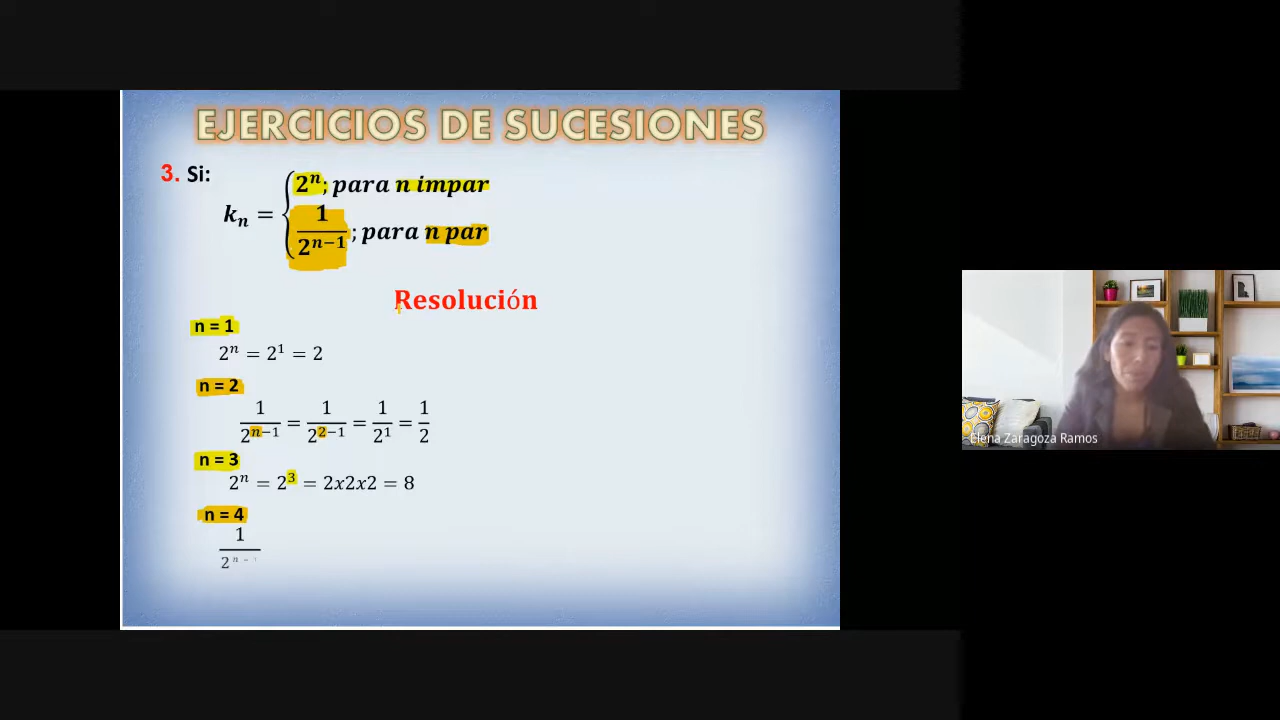 EJERCICIOS DE SUCESIONES
3. Si:
kₙ = { 2ⁿ; para n impar
1/2ⁿ⁻¹; para n par
Resolución
n = 1
2ⁿ = 2¹ = 2
n = 2
1/2ⁿ⁻¹ = 1/2²⁻¹ = 1/2¹ = 1/2
n = 3
2ⁿ = 2³ = 2x2x2 = 8
n = 4
1/2ⁿ⁻¹
Elena Zaragoza Ramos